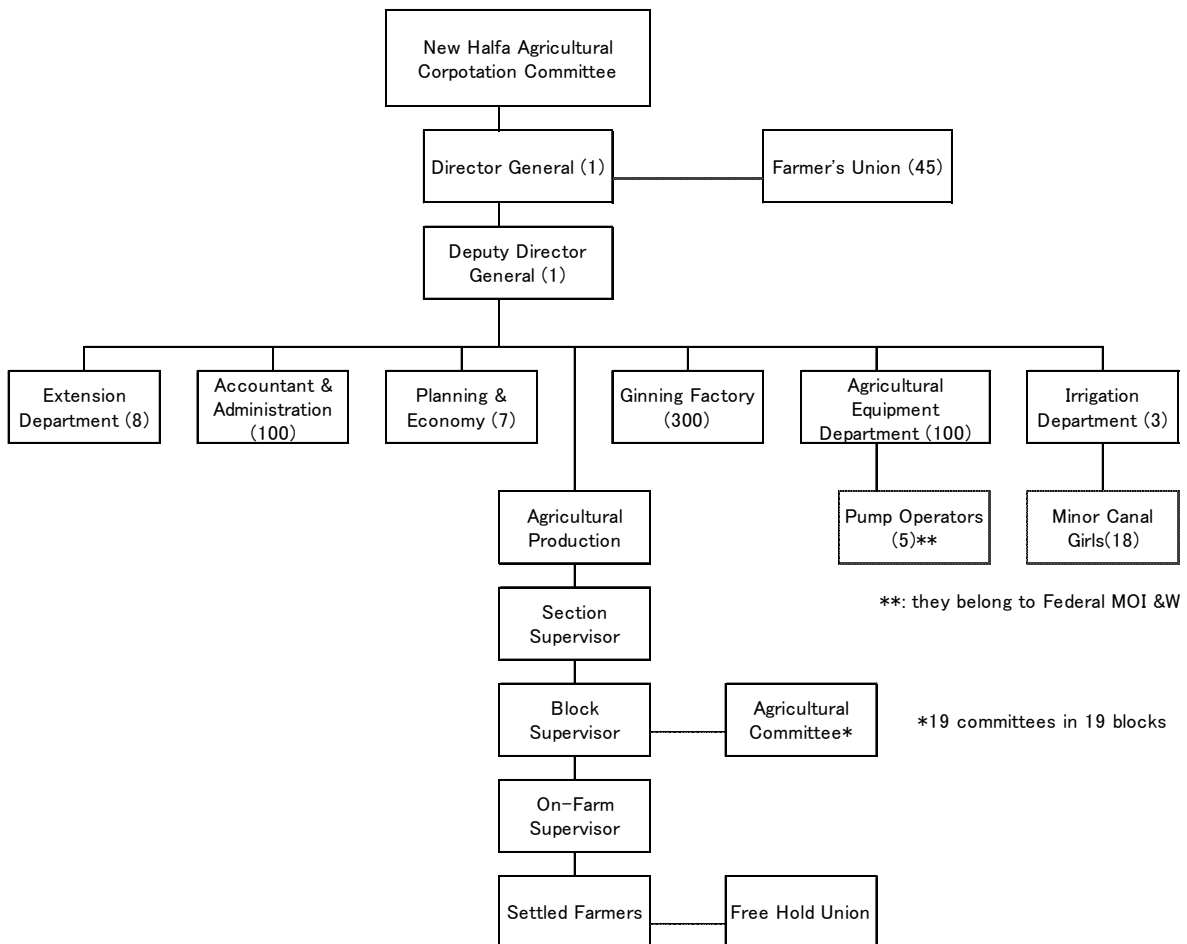 New Halfa Agricultural
Corpotation Committee
Director General (1)
Farmer's Union (45)
Deputy Director
General (1)
Extension
Department (8)
Accountant &
Administration
(100)
Planning &
Economy (7)
Ginning Factory
(300)
Agricultural
Equipment
Department (100)
Irrigation
Department (3)
Agricultural
Production
Pump Operators
(5)**
Minor Canal
Girls(18)
**: they belong to Federal MOI &W
Section
Supervisor
Block
Supervisor
Agricultural
Committee*
*19 committees in 19 blocks
On-Farm
Supervisor
Settled Farmers
Free Hold Union